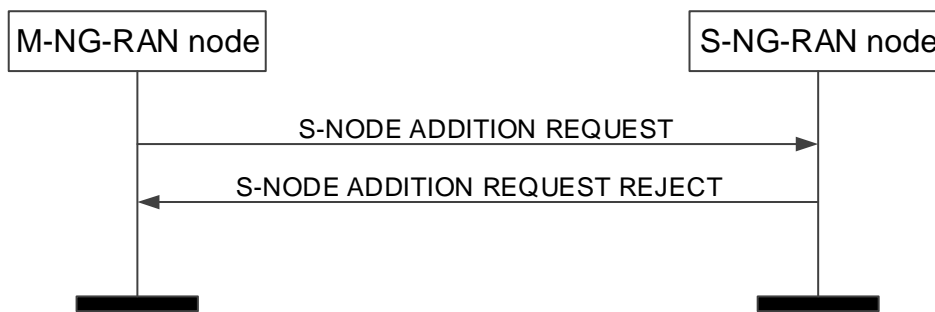 M-NG-RAN node
S-NG-RAN node
S-NODE ADDITION REQUEST
S-NODE ADDITION REQUEST REJECT